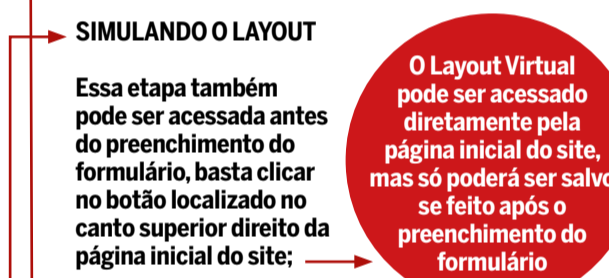 SIMULANDO O LAYOUT
Essa etapa também
pode ser acessada antes
do preenchimento do
formulário, basta clicar
no botão localizado no
canto superior direito da
página inicial do site;
O Layout Virtual
pode ser acessado
diretamente pela
página inicial do site,
mas só poderá ser salvo
se feito após o
preenchimento do
formulário